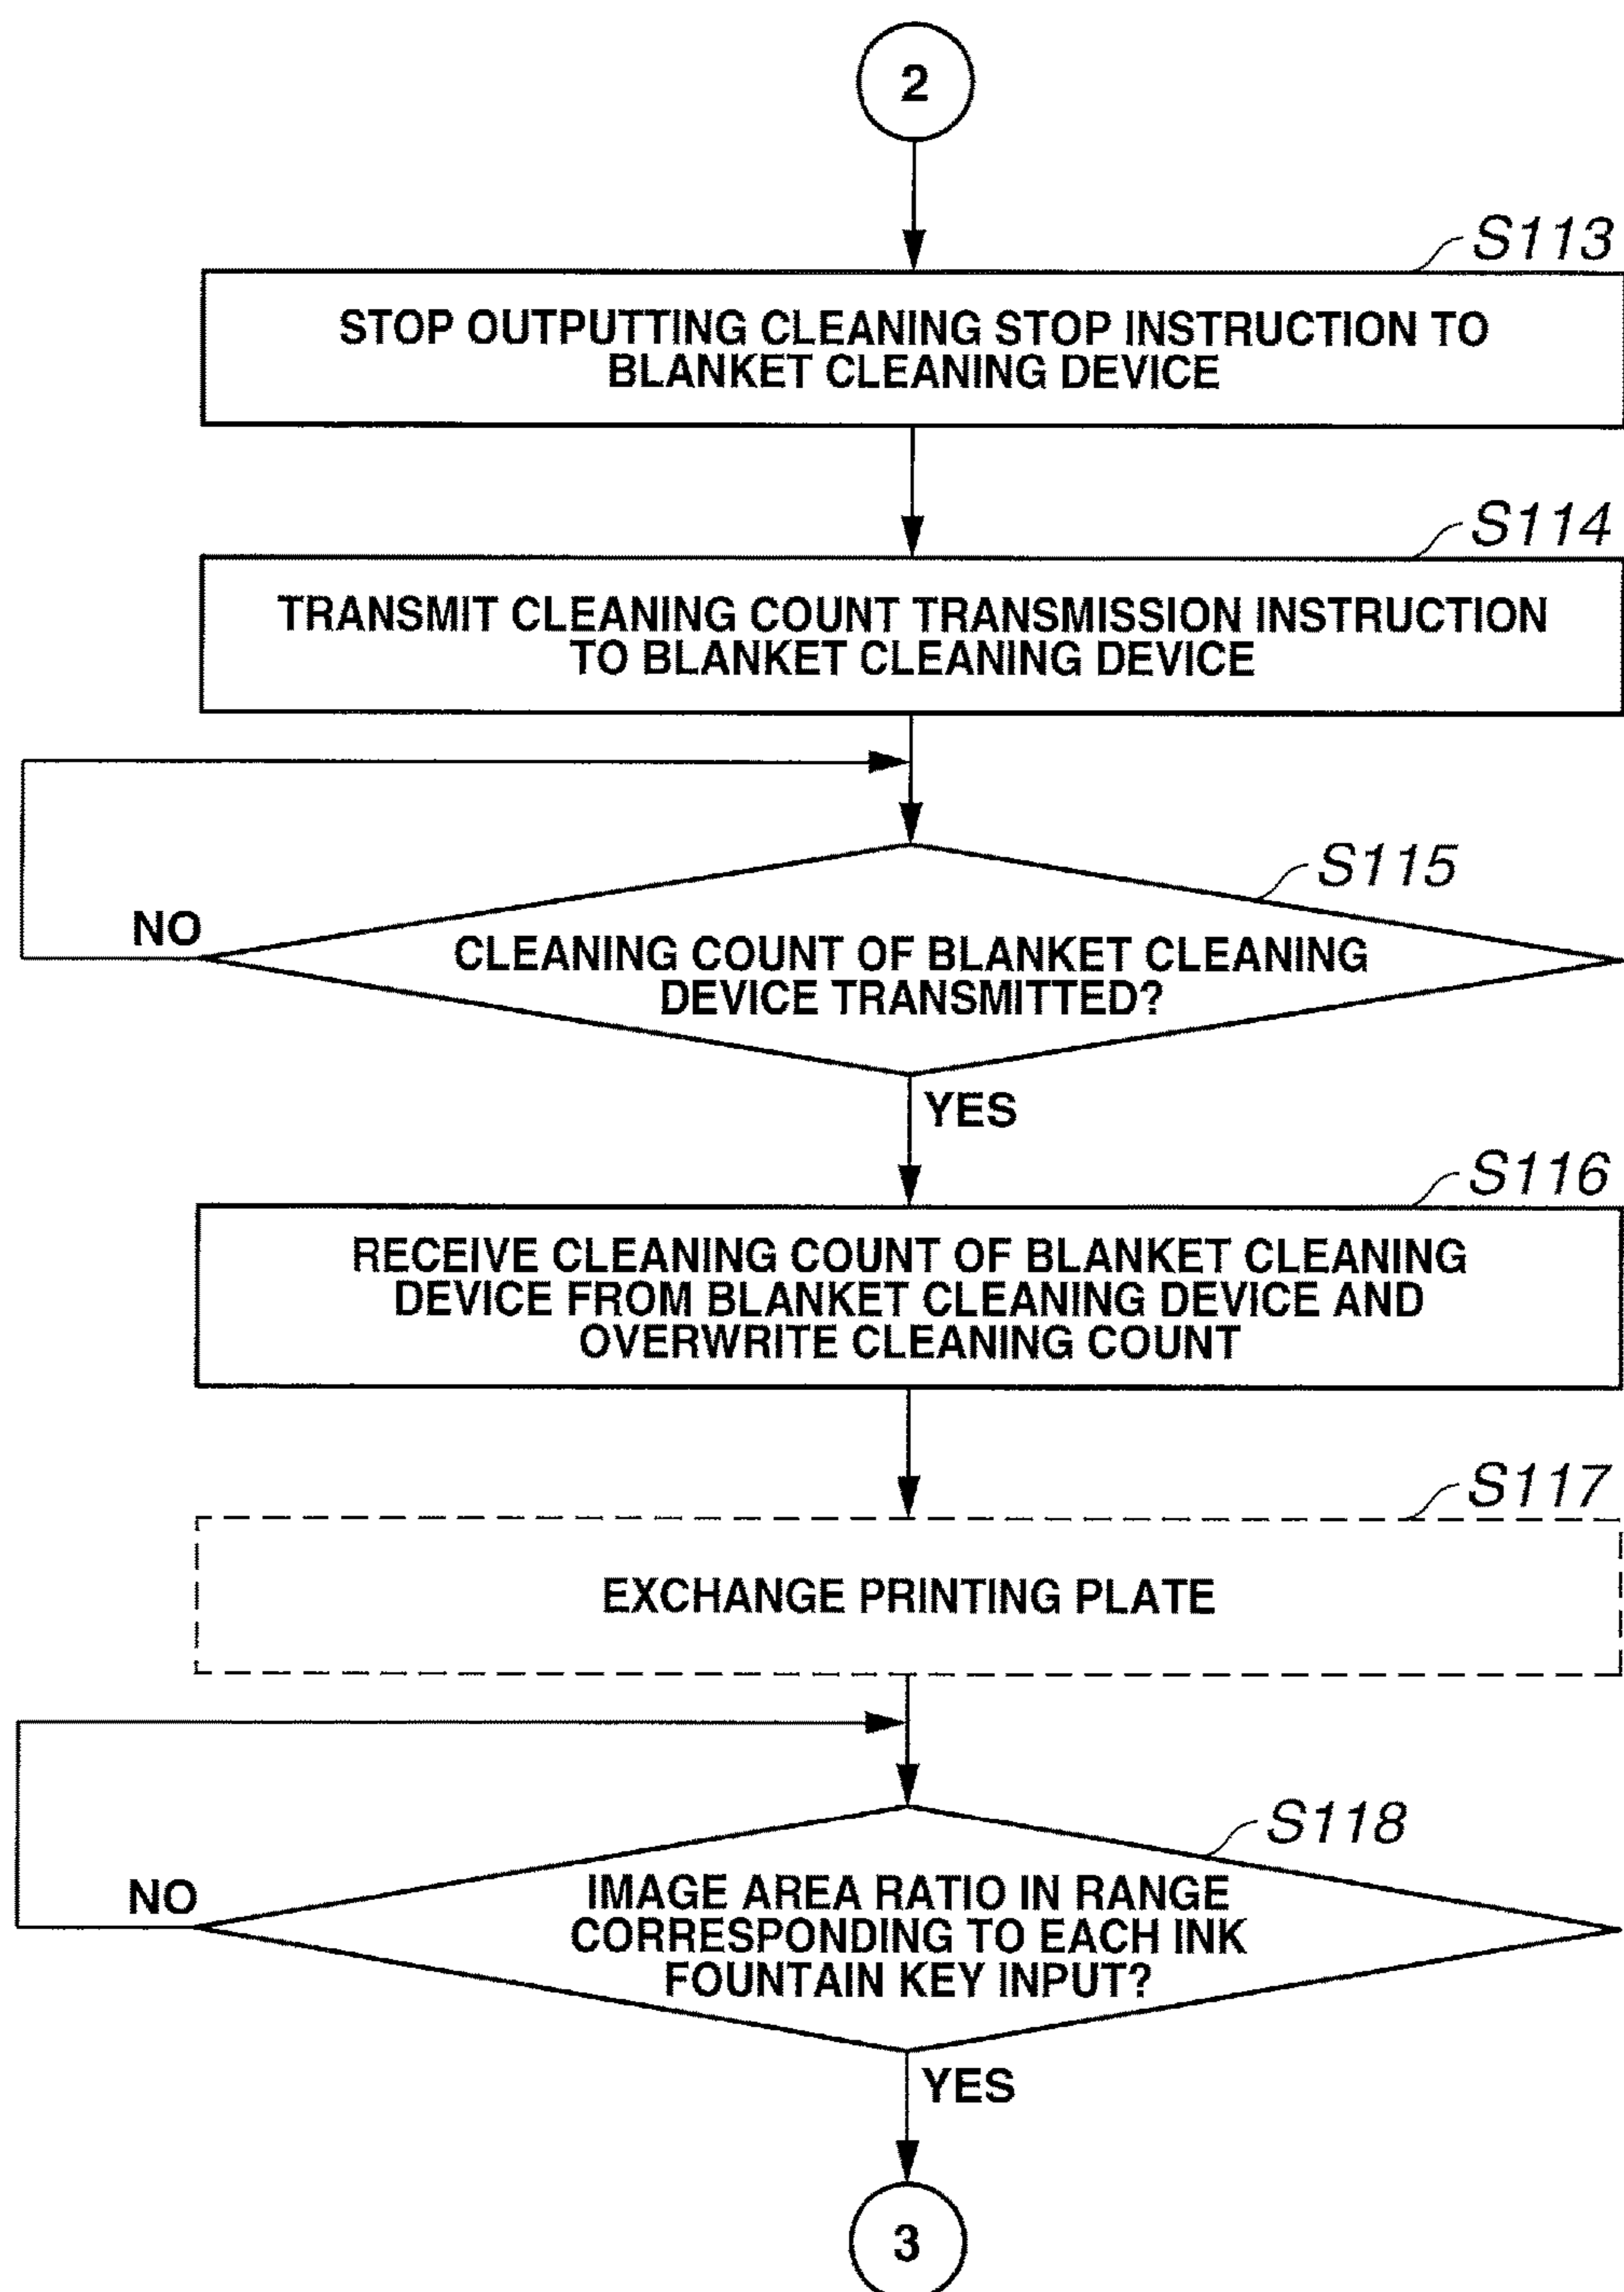 2
S113
STOP OUTPUTTING CLEANING STOP INSTRUCTION TO
BLANKET CLEANING DEVICE
S114
TRANSMIT CLEANING COUNT TRANSMISSION INSTRUCTION
TO BLANKET CLEANING DEVICE
S115
NO
CLEANING COUNT OF BLANKET CLEANING
DEVICE TRANSMITTED?
YES
S116
RECEIVE CLEANING COUNT OF BLANKET CLEANING
DEVICE FROM BLANKET CLEANING DEVICE AND
OVERWRITE CLEANING COUNT
S117
EXCHANGE PRINTING PLATE
S118
NO
IMAGE AREA RATIO IN RANGE
CORRESPONDING TO EACH INK
FOUNTAIN KEY INPUT?
YES
3